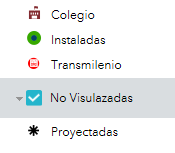 Colegio
Instaladas
Transmilenio
No Visulazadas
Proyectadas